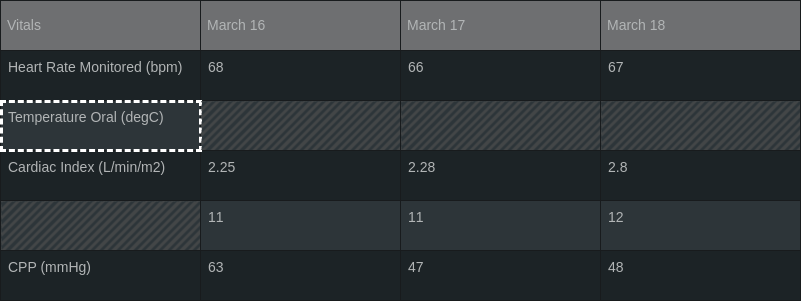 Vitals March 16 March 17 March 18
Heart Rate Monitored (bpm) 68 66 67
Temperature Oral (degC)
Cardiac Index (L/min/m2) 2.25 2.28 2.8
11 11 12
CPP (mmHg) 63 47 48